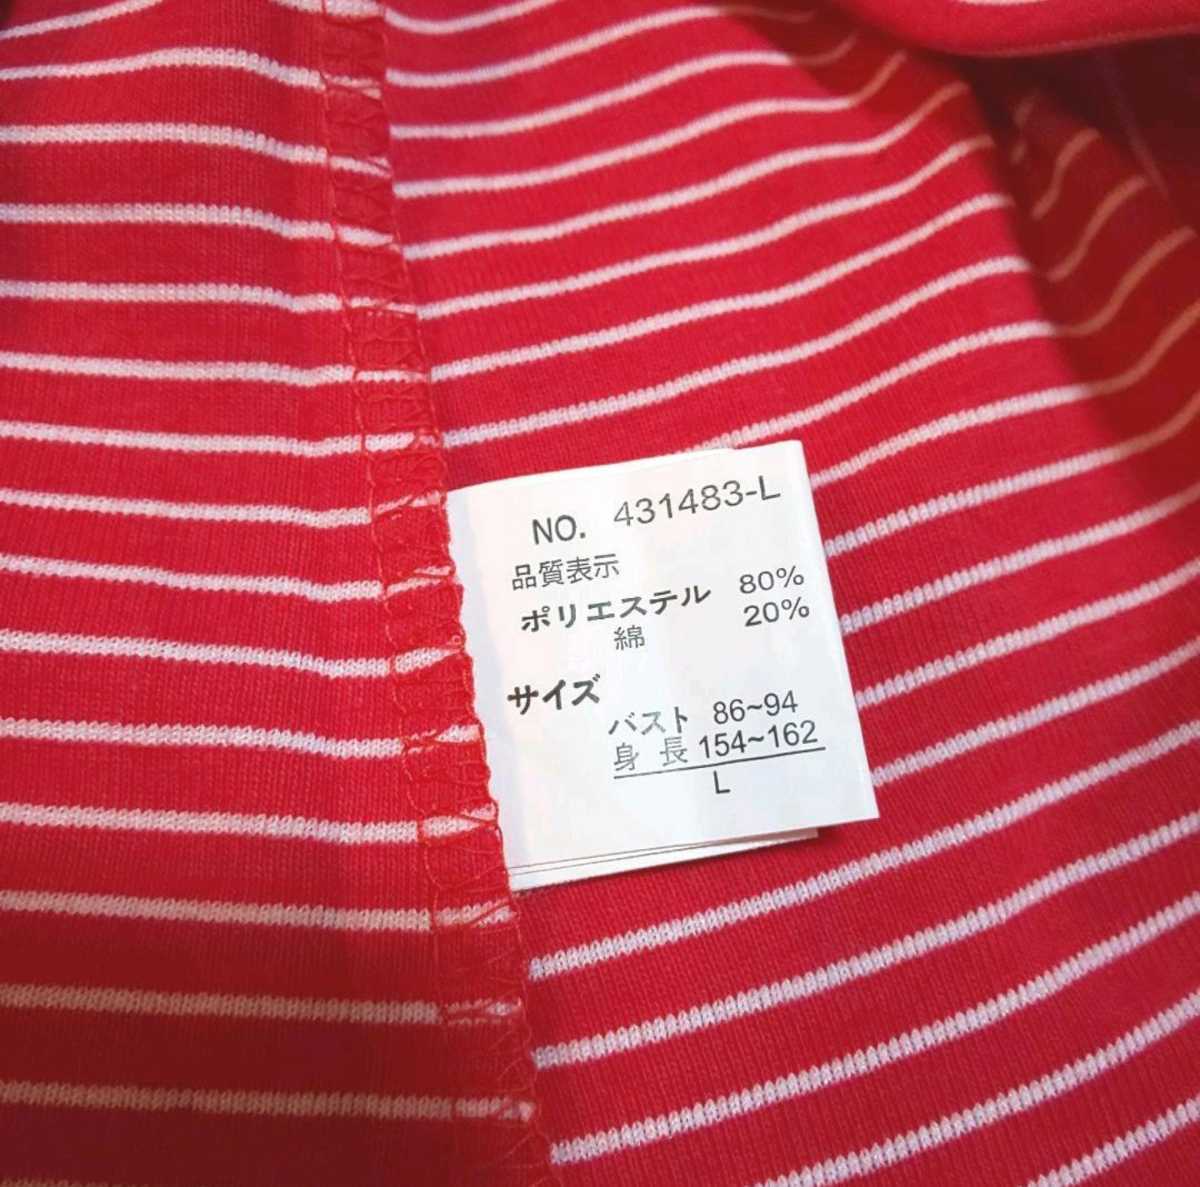 NO. 431483-L
品質表示
ポリエステル 80%
綿 20%
サイズ
バスト 86~94
身長 154~162
L